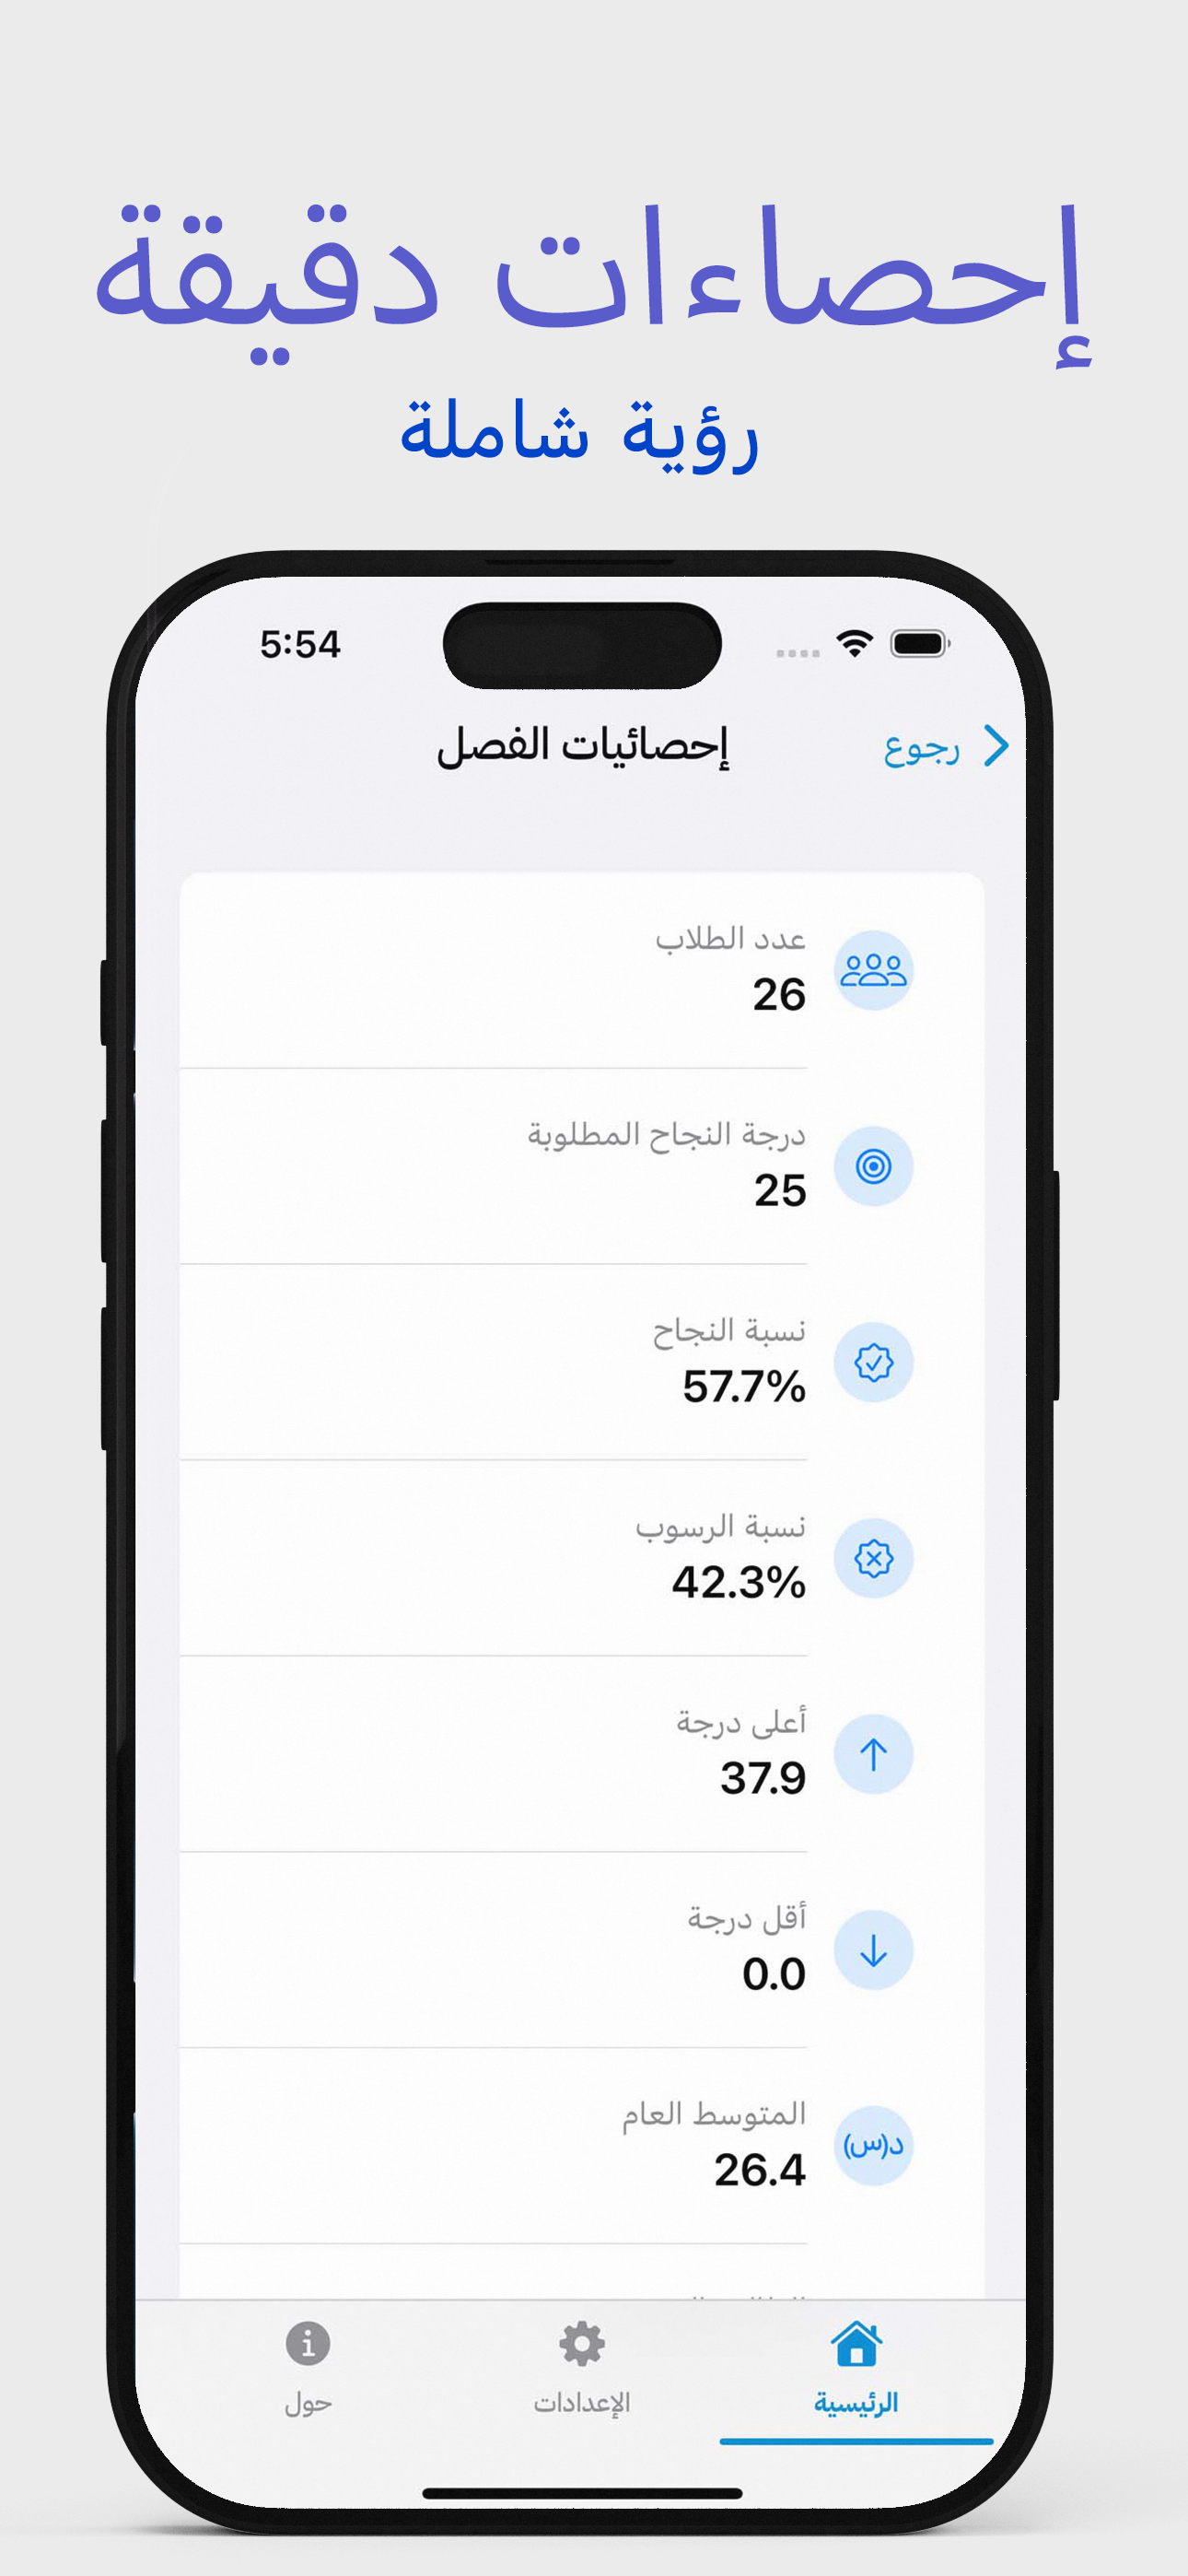 إحصاءات دقيقة
رؤية شاملة
5:54
رجوع
إحصائيات الفصل
عدد الطلاب
26
درجة النجاح المطلوبة
25
نسبة النجاح
57.7%
نسبة الرسوب
42.3%
أعلى درجة
37.9
أقل درجة
0.0
المتوسط العام
د(س)
26.4
الرئيسية
الإعدادات
حول